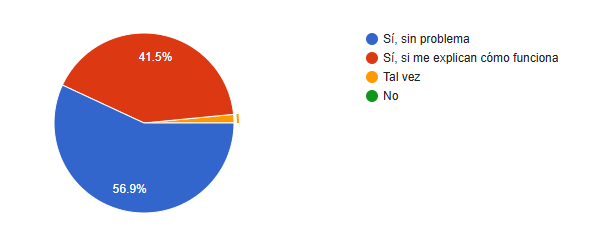 41.5%
56.9%
Sí, sin problema
Sí, si me explican cómo funciona
Tal vez
No